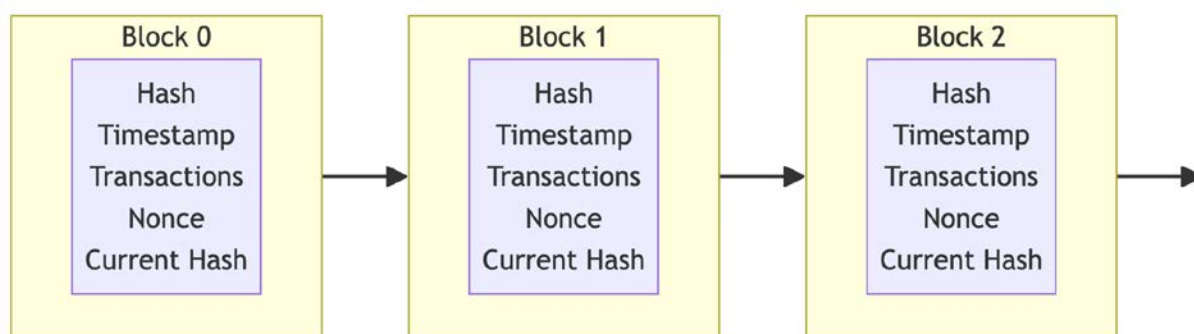 Block 0
Hash
Timestamp
Transactions
Nonce
Current Hash
Block 1
Hash
Timestamp
Transactions
Nonce
Current Hash
Block 2
Hash
Timestamp
Transactions
Nonce
Current Hash